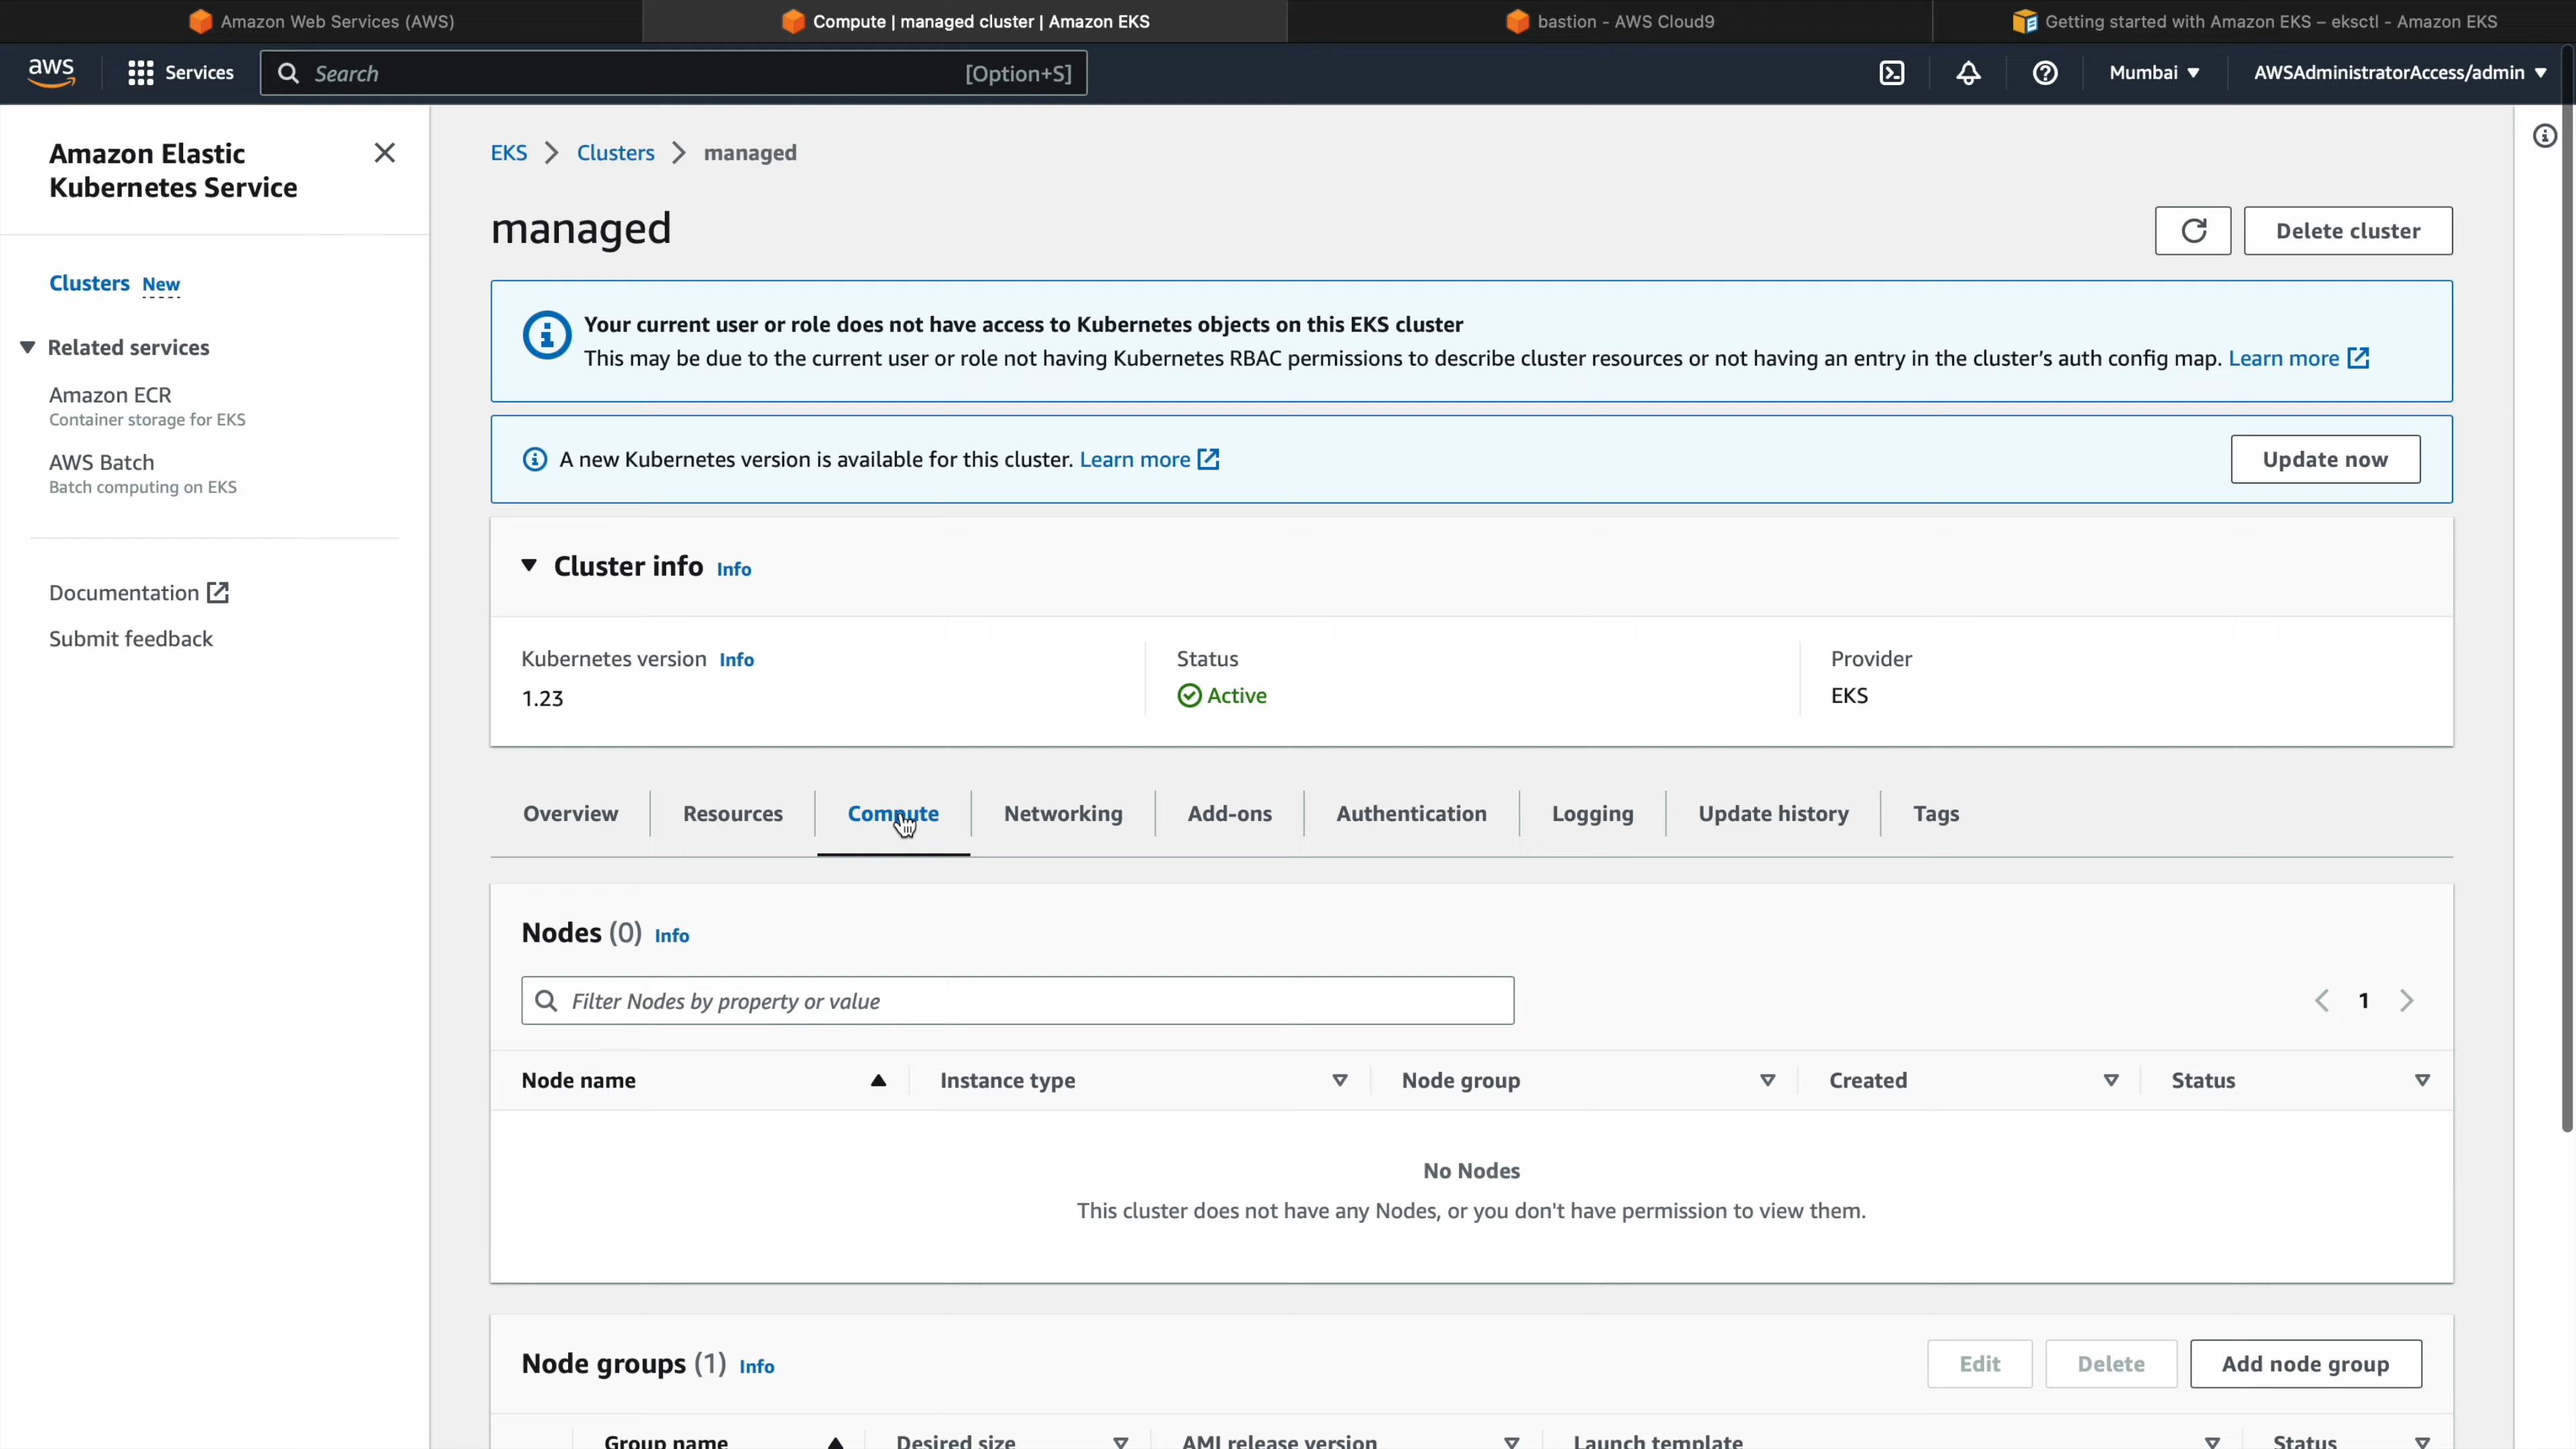 Amazon Web Services (AWS)
Compute | managed cluster | Amazon EKS
bastion - AWS Cloud9
Getting started with Amazon EKS – eksctl - Amazon EKS
aws
Services
Search
[Option+S]
Mumbai
AWSAdministratorAccess/admin
Amazon Elastic
Kubernetes Service
Clusters New
Related services
Amazon ECR
Container storage for EKS
AWS Batch
Batch computing on EKS
Documentation
Submit feedback
EKS > Clusters > managed
managed
Delete cluster
Your current user or role does not have access to Kubernetes objects on this EKS cluster
This may be due to the current user or role not having Kubernetes RBAC permissions to describe cluster resources or not having an entry in the cluster’s auth config map. Learn more
A new Kubernetes version is available for this cluster. Learn more
Update now
Cluster info Info
Kubernetes version Info
1.23
Status
Active
Provider
EKS
Overview
Resources
Compute
Networking
Add-ons
Authentication
Logging
Update history
Tags
Nodes (0) Info
Filter Nodes by property or value
1
Node name
Instance type
Node group
Created
Status
No Nodes
This cluster does not have any Nodes, or you don't have permission to view them.
Node groups (1) Info
Edit
Delete
Add node group
Group name
Desired size
AMI release version
Launch template
Status